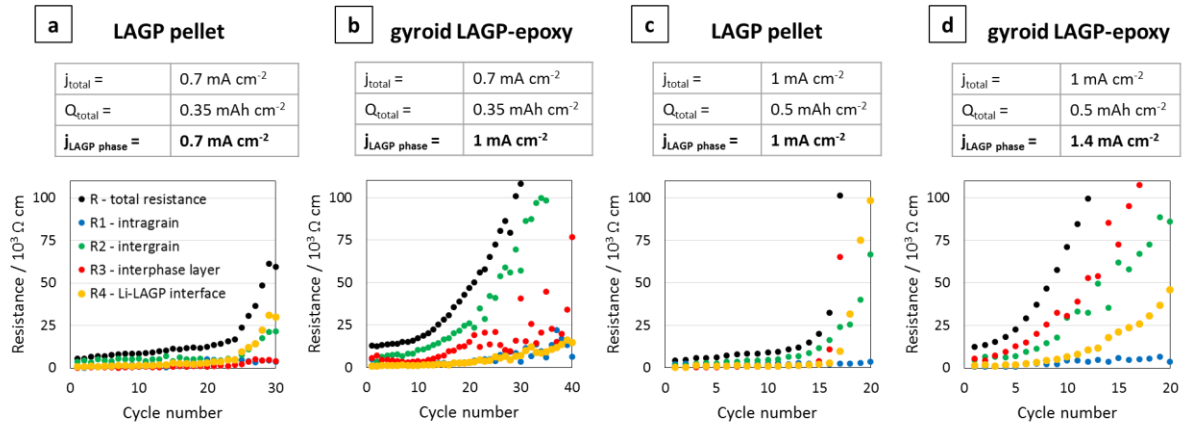 a LAGP pellet
j_total = 0.7 mA cm⁻²
Q_total = 0.35 mAh cm⁻²
j_LAGP phase = 0.7 mA cm⁻²
Resistance / 10³ Ω cm
100
75
50
25
0
R - total resistance
R1 - intragrain
R2 - intergrain
R3 - interphase layer
R4 - Li-LAGP interface
0 10 20 30
Cycle number
b gyroid LAGP-epoxy
j_total = 0.7 mA cm⁻²
Q_total = 0.35 mAh cm⁻²
j_LAGP phase = 1 mA cm⁻²
Resistance / 10³ Ω cm
100
75
50
25
0
0 10 20 30 40
Cycle number
c LAGP pellet
j_total = 1 mA cm⁻²
Q_total = 0.5 mAh cm⁻²
j_LAGP phase = 1 mA cm⁻²
Resistance / 10³ Ω cm
100
75
50
25
0
0 5 10 15 20
Cycle number
d gyroid LAGP-epoxy
j_total = 1 mA cm⁻²
Q_total = 0.5 mAh cm⁻²
j_LAGP phase = 1.4 mA cm⁻²
Resistance / 10³ Ω cm
100
75
50
25
0
0 5 10 15 20
Cycle number